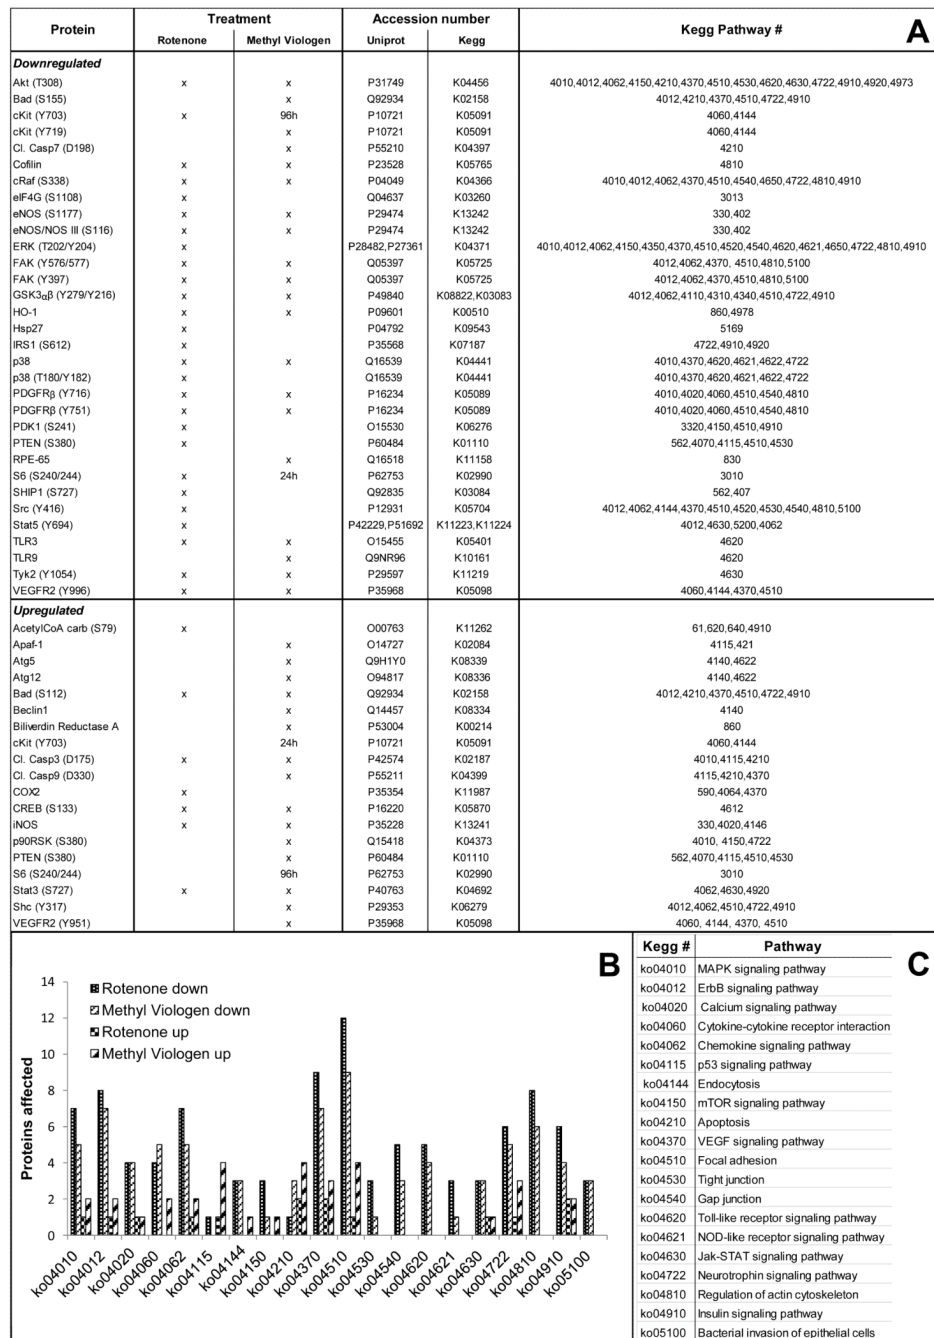 Protein Treatment Accession number Kegg Pathway # A
Rotenone Methyl Viologen Uniprot Kegg
Downregulated
Akt (T308) x x P31749 K04456 4010,4012,4062,4150,4210,4370,4510,4530,4620,4630,4722,4910,4920,4973
Bad (S155) x Q92934 K02158 4012,4210,4370,4510,4722,4910
cKit (Y703) x 96h P10721 K05091 4060,4144
cKit (Y719) x P10721 K05091 4060,4144
Cl. Casp7 (D198) x P55210 K04397 4210
Cofilin x x P23528 K05765 4810
cRaf (S338) x x P04049 K04366 4010,4012,4062,4370,4510,4540,4650,4722,4810,4910
eIF4G (S1108) x Q04637 K03260 3013
eNOS (S1177) x x P29474 K13242 330,402
eNOS/NOS III (S116) x x P29474 K13242 330,402
ERK (T202/Y204) x P28482,P27361 K04371 4010,4012,4062,4150,4350,4370,4510,4520,4540,4620,4621,4650,4722,4810,4910
FAK (Y576/577) x x Q05397 K05725 4012,4062,4370, 4510,4810,5100
FAK (Y397) x x Q05397 K05725 4012,4062,4370,4510,4810,5100
GSK3αβ (Y279/Y216) x x P49840 K08822,K03083 4012,4062,4110,4310,4340,4510,4722,4910
HO-1 x x P09601 K00510 860,4978
Hsp27 x P04792 K09543 5169
IRS1 (S612) x P35568 K07187 4722,4910,4920
p38 x x Q16539 K04441 4010,4370,4620,4621,4622,4722
p38 (T180/Y182) x Q16539 K04441 4010,4370,4620,4621,4622,4722
PDGFRβ (Y716) x x P16234 K05089 4010,4020,4060,4510,4540,4810
PDGFRβ (Y751) x x P16234 K05089 4010,4020,4060,4510,4540,4810
PDK1 (S241) x O15530 K06276 3320,4150,4510,4910
PTEN (S380) x P60484 K01110 562,4070,4115,4510,4530
RPE-65 x Q16518 K11158 830
S6 (S240/244) x 24h P62753 K02990 3010
SHIP1 (S727) x Q92835 K03084 562,407
Src (Y416) x P12931 K05704 4012,4062,4144,4370,4510,4520,4530,4540,4810,5100
Stat5 (Y694) x P42229,P51692 K11223,K11224 4012,4630,5200,4062
TLR3 x x O15455 K05401 4620
TLR9 x Q9NR96 K10161 4620
Tyk2 (Y1054) x x P29597 K11219 4630
VEGFR2 (Y996) x x P35968 K05098 4060,4144,4370,4510
Upregulated
AcetylCoA carb (S79) x O00763 K11262 61,620,640,4910
Apaf-1 x O14727 K02084 4115,421
Atg5 x Q9H1Y0 K08339 4140,4622
Atg12 x O94817 K08336 4140,4622
Bad (S112) x x Q92934 K02158 4012,4210,4370,4510,4722,4910
Beclin1 x Q14457 K08334 4140
Biliverdin Reductase A x P53004 K00214 860
cKit (Y703) 24h P10721 K05091 4060,4144
Cl. Casp3 (D175) x x P42574 K02187 4010,4115,4210
Cl. Casp9 (D330) x P55211 K04399 4115,4210,4370
COX2 x P35354 K11987 590,4064,4370
CREB (S133) x x P16220 K05870 4612
iNOS x x P35228 K13241 330,4020,4146
p90RSK (S380) x Q15418 K04373 4010, 4150,4722
PTEN (S380) x P60484 K01110 562,4070,4115,4510,4530
S6 (S240/244) 96h P62753 K02990 3010
Stat3 (S727) x x P40763 K04692 4062,4630,4920
Shc (Y317) x P29353 K06279 4012,4062,4510,4722,4910
VEGFR2 (Y951) x P35968 K05098 4060, 4144, 4370, 4510
B
Proteins affected
14
12
10
8
6
4
2
0
Rotenone down
Methyl Viologen down
Rotenone up
Methyl Viologen up
ko04010 ko04012 ko04020 ko04060 ko04062 ko04115 ko04144 ko04150 ko04210 ko04370 ko04510 ko04530 ko04540 ko04620 ko04621 ko04630 ko04722 ko04810 ko04910 ko05100
Kegg # Pathway C
ko04010 MAPK signaling pathway
ko04012 ErbB signaling pathway
ko04020 Calcium signaling pathway
ko04060 Cytokine-cytokine receptor interaction
ko04062 Chemokine signaling pathway
ko04115 p53 signaling pathway
ko04144 Endocytosis
ko04150 mTOR signaling pathway
ko04210 Apoptosis
ko04370 VEGF signaling pathway
ko04510 Focal adhesion
ko04530 Tight junction
ko04540 Gap junction
ko04620 Toll-like receptor signaling pathway
ko04621 NOD-like receptor signaling pathway
ko04630 Jak-STAT signaling pathway
ko04722 Neurotrophin signaling pathway
ko04810 Regulation of actin cytoskeleton
ko04910 Insulin signaling pathway
ko05100 Bacterial invasion of epithelial cells